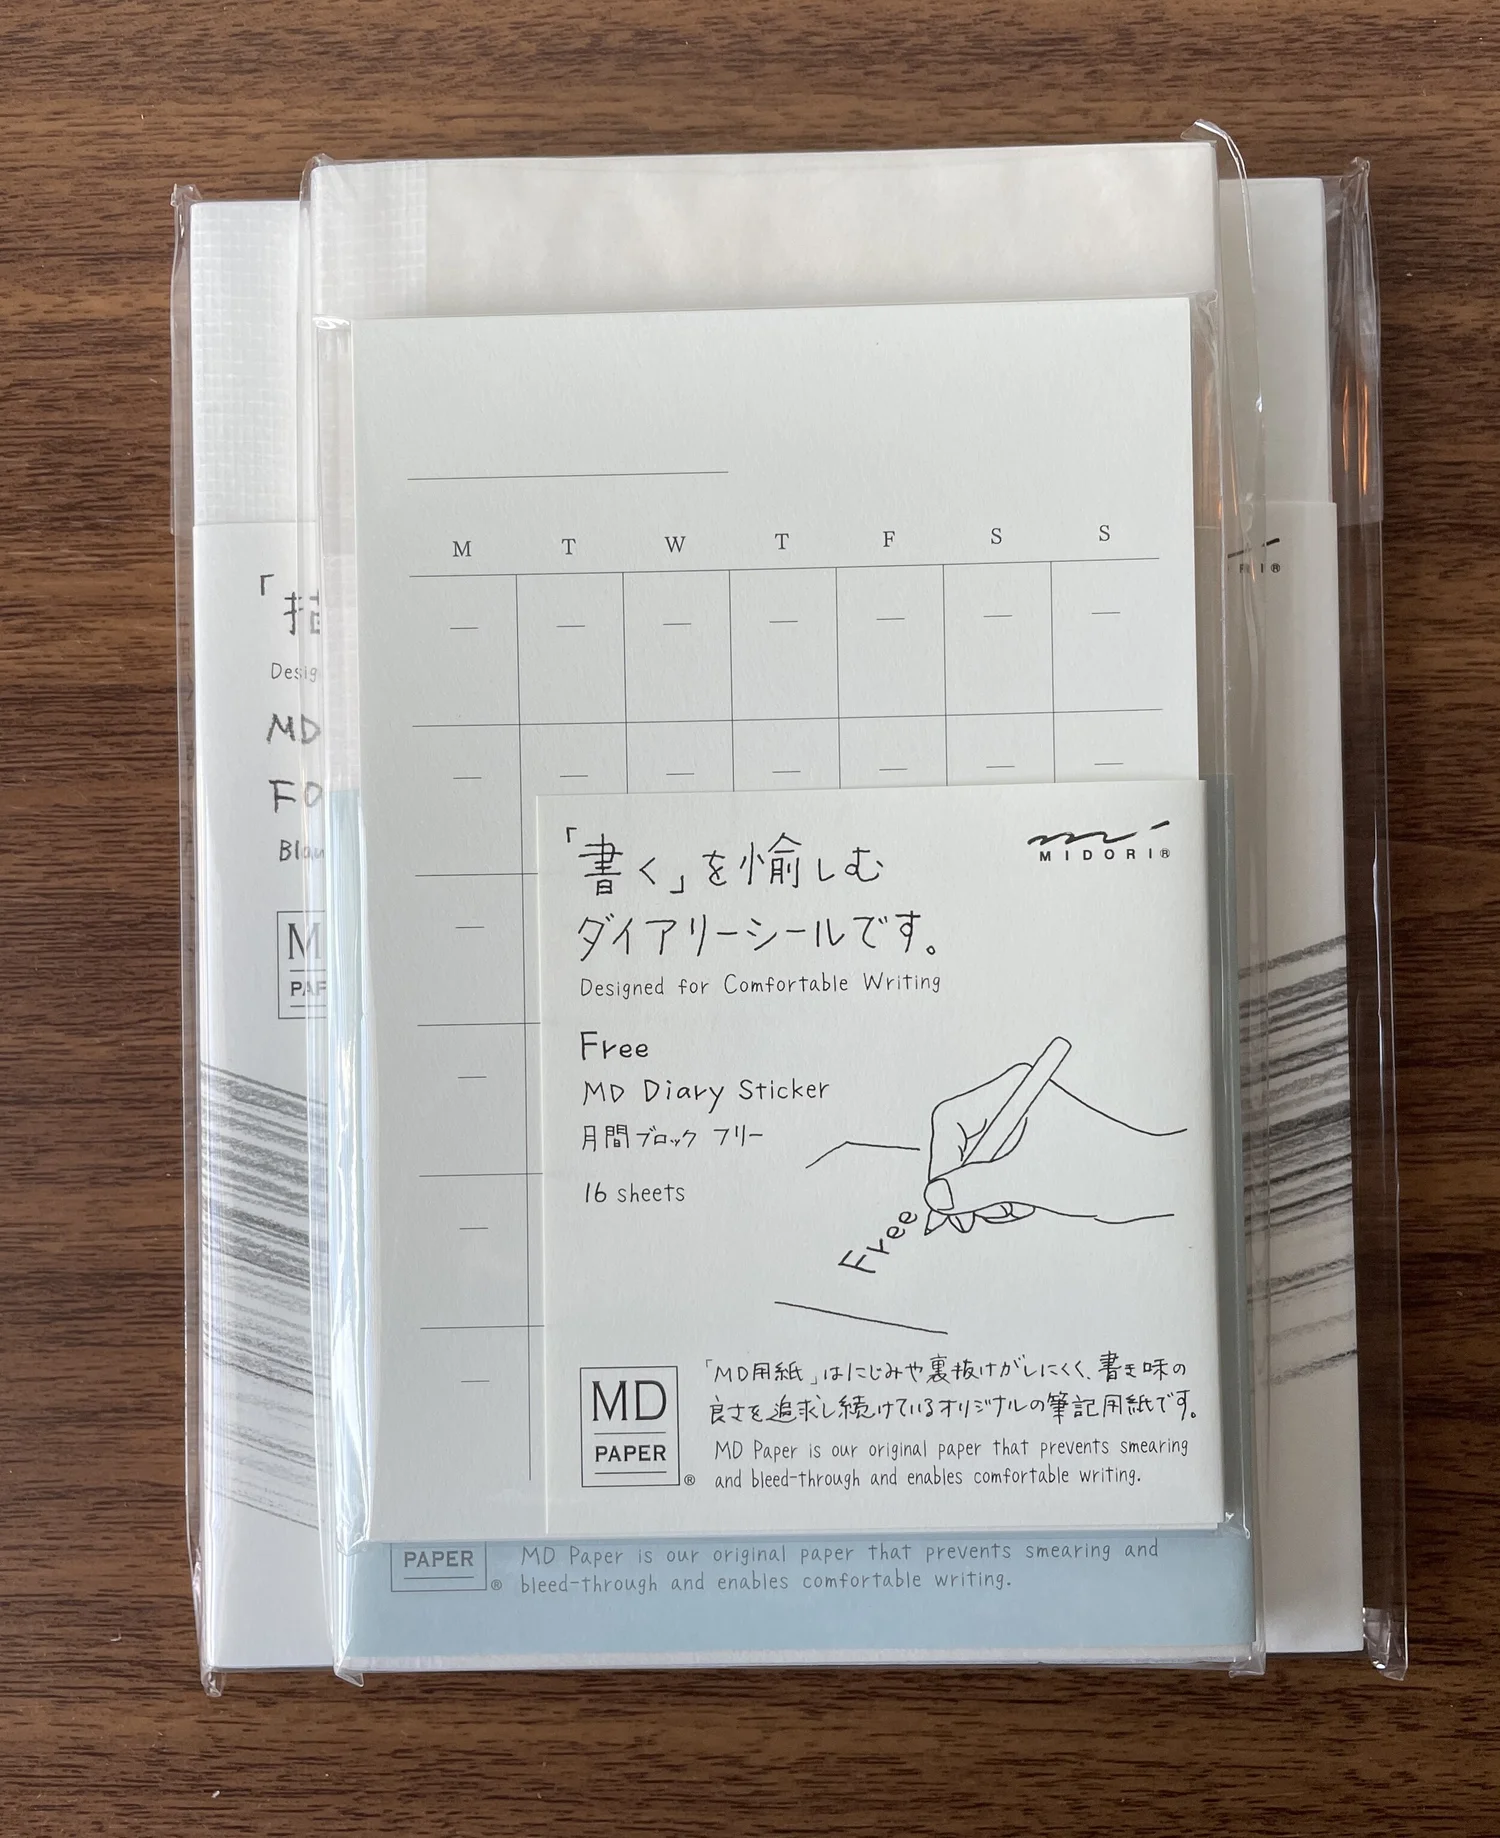 M T W T F S S
「書く」を愉しむ
ダイアリーシールです。
Designed for Comfortable Writing
MIDORI®
Free
MD Diary Sticker
月間ブロック フリー
16 sheets
Free
MD
PAPER
®
「MD用紙」はにじみや裏抜けがしにくく、書き味の
良さを追求し続けているオリジナルの筆記用紙です。
MD Paper is our original paper that prevents smearing
and bleed-through and enables comfortable writing.
PAPER
®
MD Paper is our original paper that prevents smearing and
bleed-through and enables comfortable writing.
MD